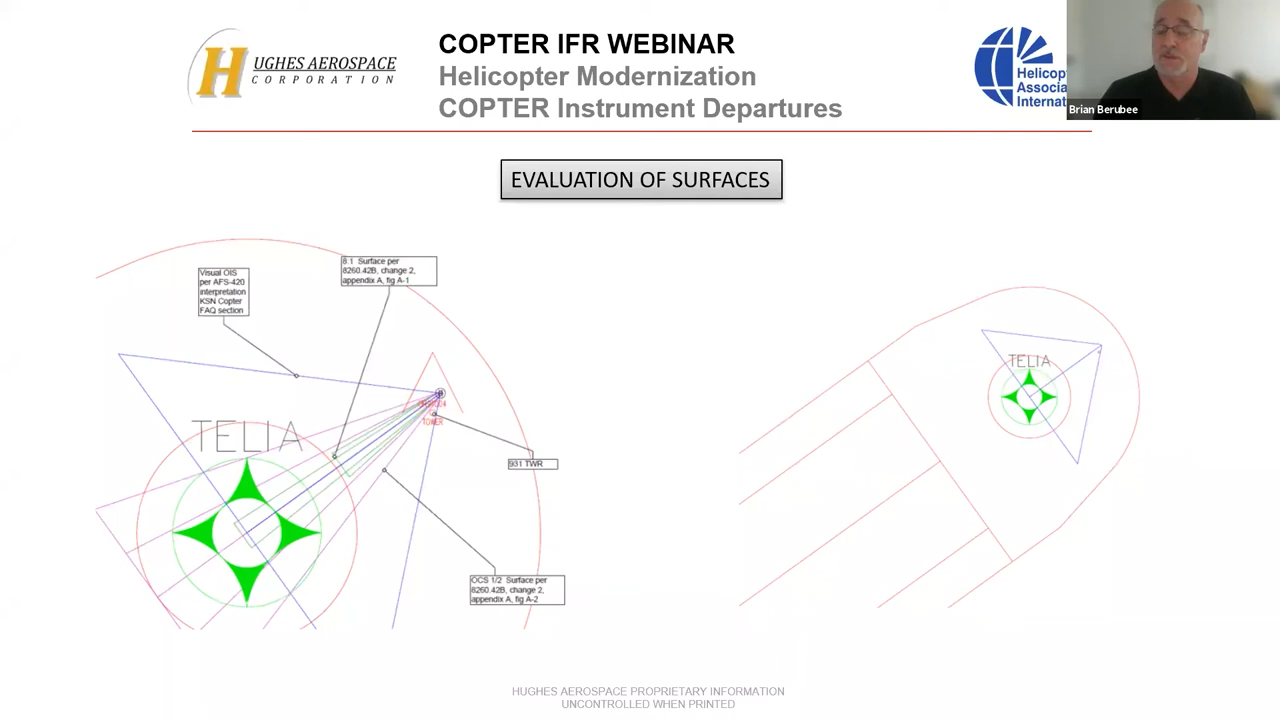 HUGHES AEROSPACE
CORPORATION
COPTER IFR WEBINAR
Helicopter Modernization
COPTER Instrument Departures
Helicop
Associa
Internat
Brian Berubee
EVALUATION OF SURFACES
Visual OIS
per AFS-420
interpretation
KSN Copter
FAQ section
8.1 Surface per
8260.42B, change 2,
appendix A, fig A-1
TELIA
TOWER
931 TWR
OCS 1/2 Surface per
8260.42B, change 2,
appendix A, fig A-2
TELIA
HUGHES AEROSPACE PROPRIETARY INFORMATION
UNCONTROLLED WHEN PRINTED